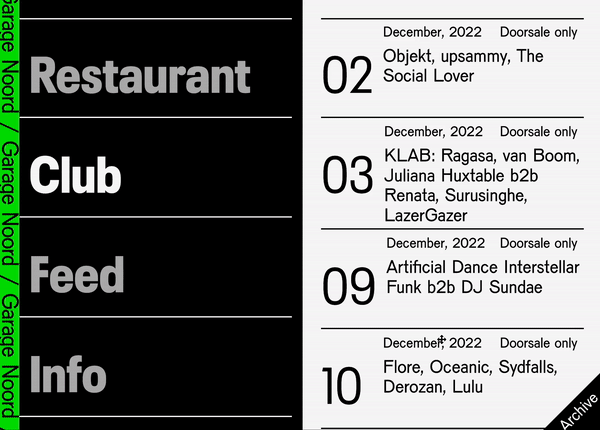 Garage Noord / Garage Noord / Garage Noord
Restaurant
Club
Feed
Info
December, 2022 Doorsale only
02
Objekt, upsammy, The
Social Lover
December, 2022 Doorsale only
03
KLAB: Ragasa, van Boom,
Juliana Huxtable b2b
Renata, Surusinghe,
LazerGazer
December, 2022 Doorsale only
09
Artificial Dance Interstellar
Funk b2b DJ Sundae
December, 2022 Doorsale only
10
Flore, Oceanic, Sydfalls,
Derozan, Lulu
Archive